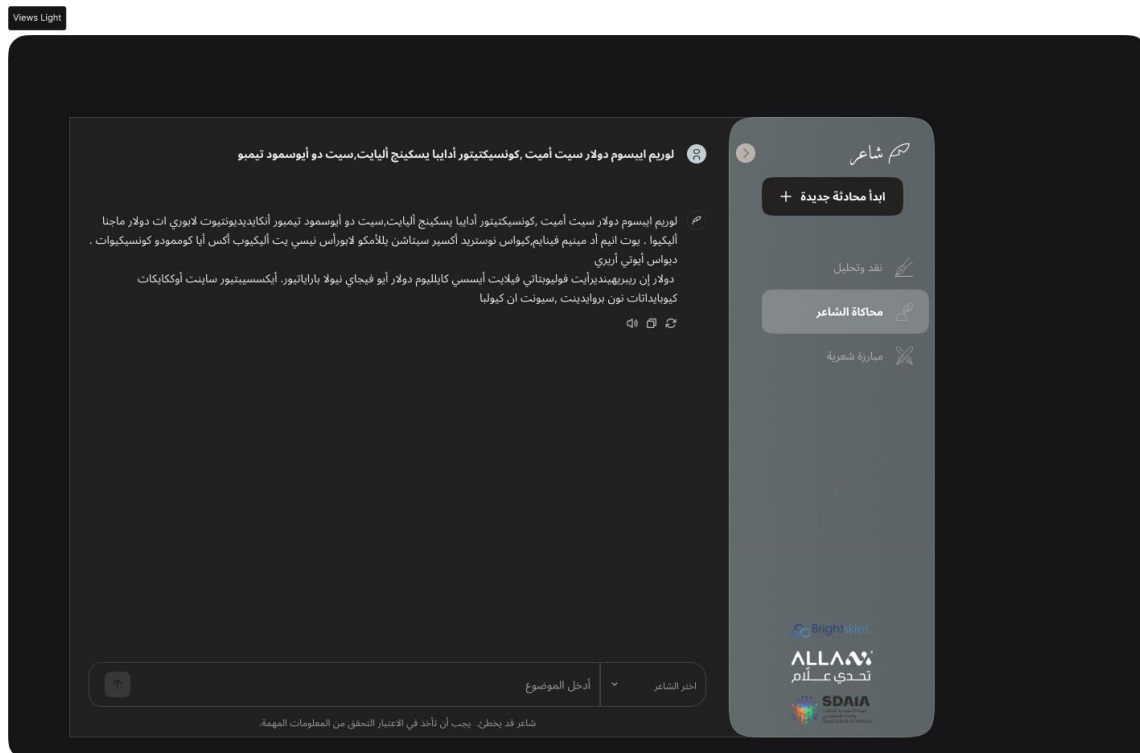 Views Light
شاعر
ابدأ محادثة جديدة +
نقد وتحليل
محاكاة الشاعر
مبارزة شعرية
Brightskies
ALLAM
تحدي علّام
SDAIA
لوريم ايبسوم دولار سيت أميت ,كونسيكتيتور أدايبا يسكينج أليايت,سيت دو أيوسمود تيمبو
لوريم ايبسوم دولار سيت أميت ,كونسيكتيتور أدايبا يسكينج أليايت,سيت دو أيوسمود تيمبور أنكايديديونتيوت لابوري ات دولار ماجنا
أليكيوا . يوت انيم أد مينيم فينايم,كيواس نوستريد أكسير سيتاشن يللأمكو لابورأس نيسي يت أليكيوب أكس أيا كوممودو كونسيكيوات .
ديواس أيوتي أريري
دولار إن ريبريهينديرأيت فوليوبتاتي فيلايت أيسسي كايلليوم دولار أيو فيجاي نيولا باراياتيور. أيكسسيبتيور ساينت أوككايكات
كيوبايداتات نون بروايدينت ,سيونت ان كيولبا
اختر الشاعر
أدخل الموضوع
شاعر قد يخطئ. يجب أن تأخذ في الاعتبار التحقق من المعلومات المهمة.